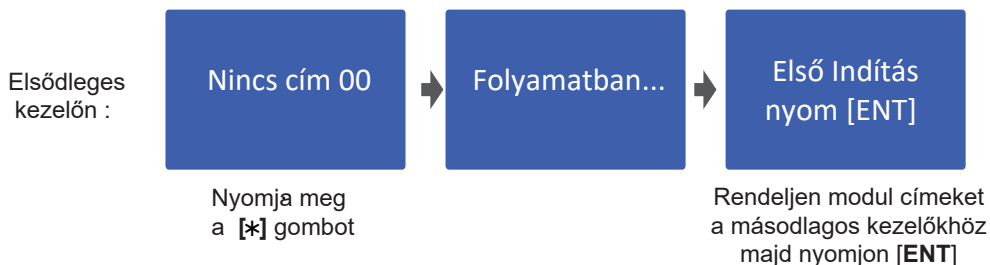 Elsődleges
kezelőn :
Nincs cím 00
Folyamatban...
Első Indítás
nyom [ENT]
Nyomja meg
a [*] gombot
Rendeljen modul címeket
a másodlagos kezelőkhöz
majd nyomjon [ENT]